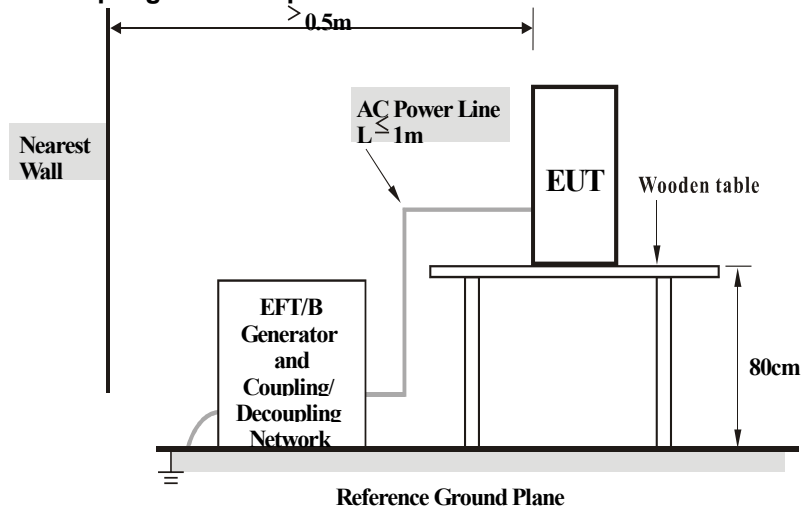 > 0.5m
AC Power Line
L ≤ 1m
Nearest
Wall
EUT
Wooden table
EFT/B
Generator
and
Coupling/
Decoupling
Network
80cm
Reference Ground Plane